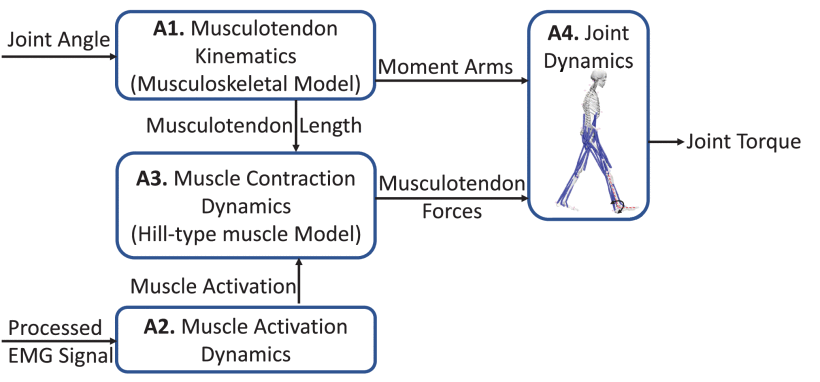 Joint Angle
A1. Musculotendon
Kinematics
(Musculoskeletal Model)
Moment Arms
A4. Joint
Dynamics
Musculotendon Length
Joint Torque
A3. Muscle Contraction
Dynamics
(Hill-type muscle Model)
Musculotendon
Forces
Muscle Activation
Processed
EMG Signal
A2. Muscle Activation
Dynamics